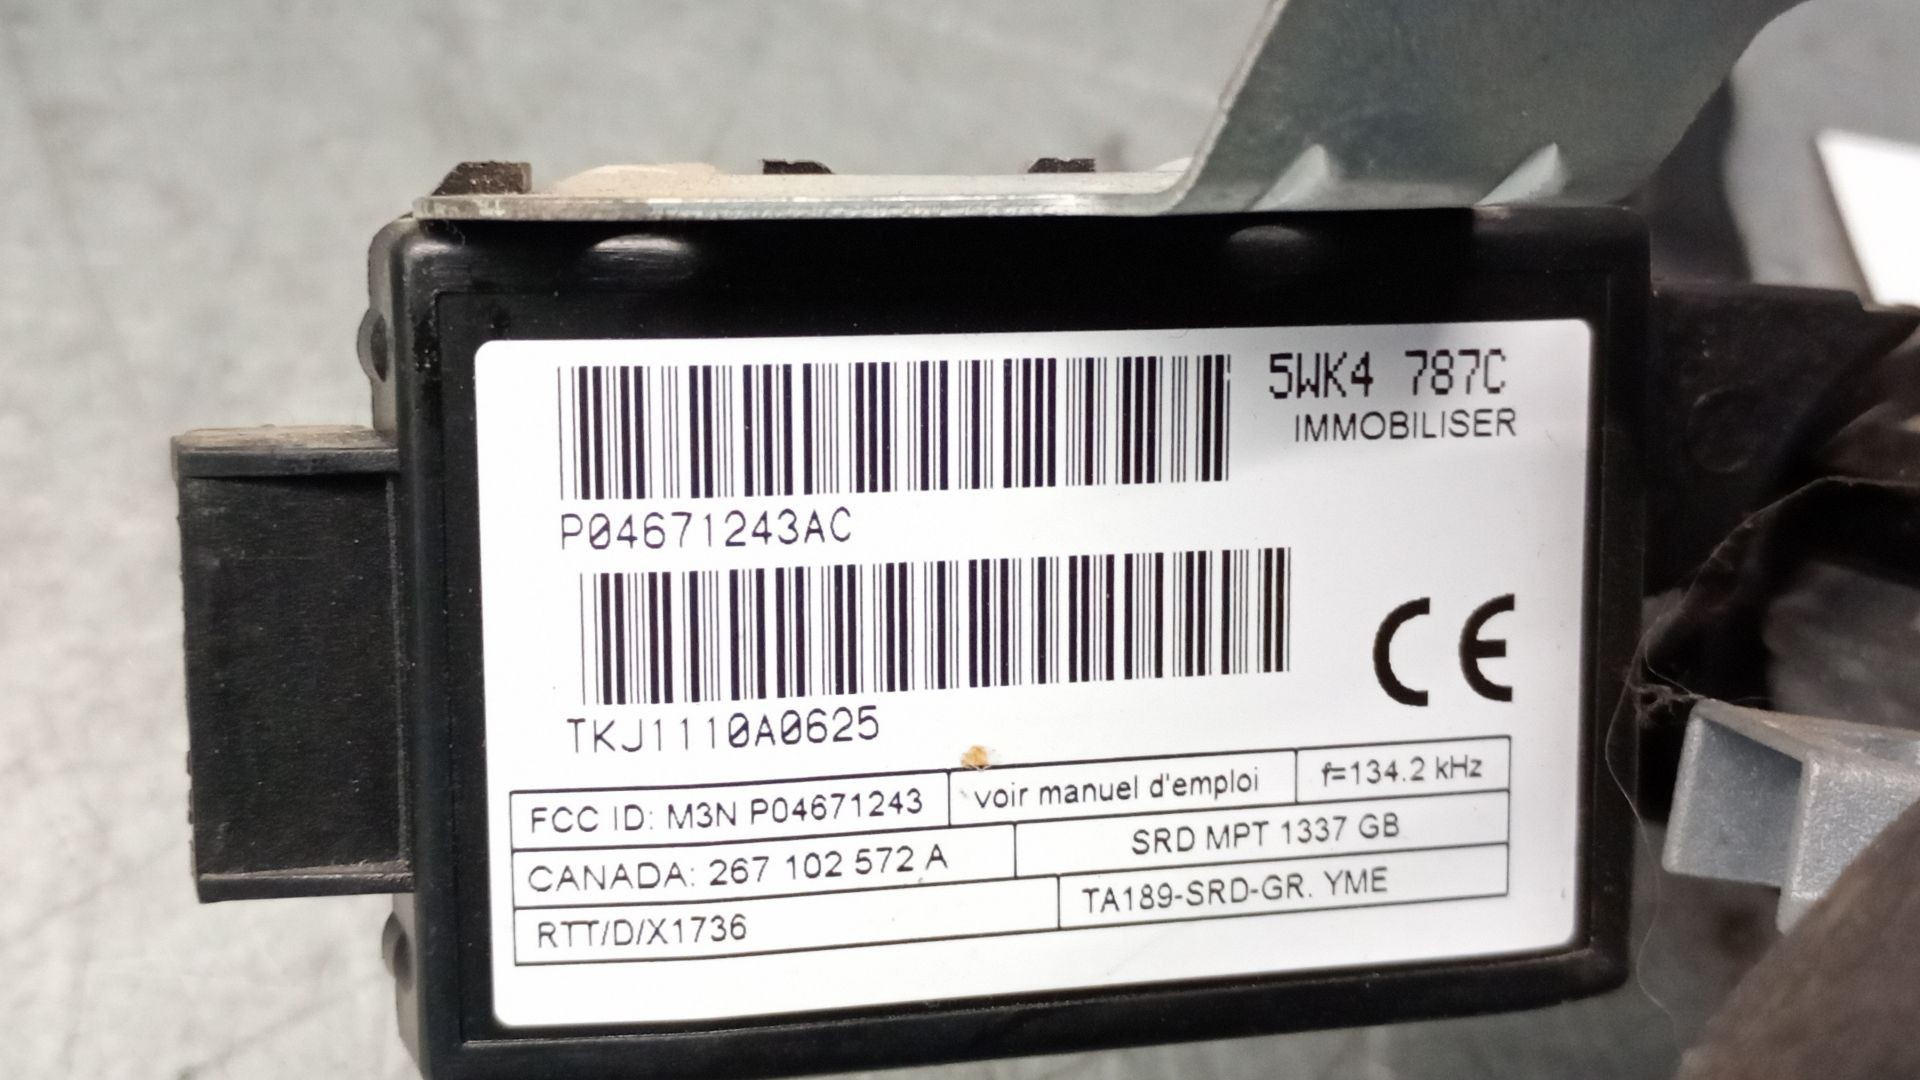 5WK4 787C
IMMOBILISER
P04671243AC
TKJ1110A0625
CE
FCC ID: M3N P04671243
voir manuel d'emploi
f=134.2 kHz
CANADA: 267 102 572 A
SRD MPT 1337 GB
RTT/D/X1736
TA189-SRD-GR. YME